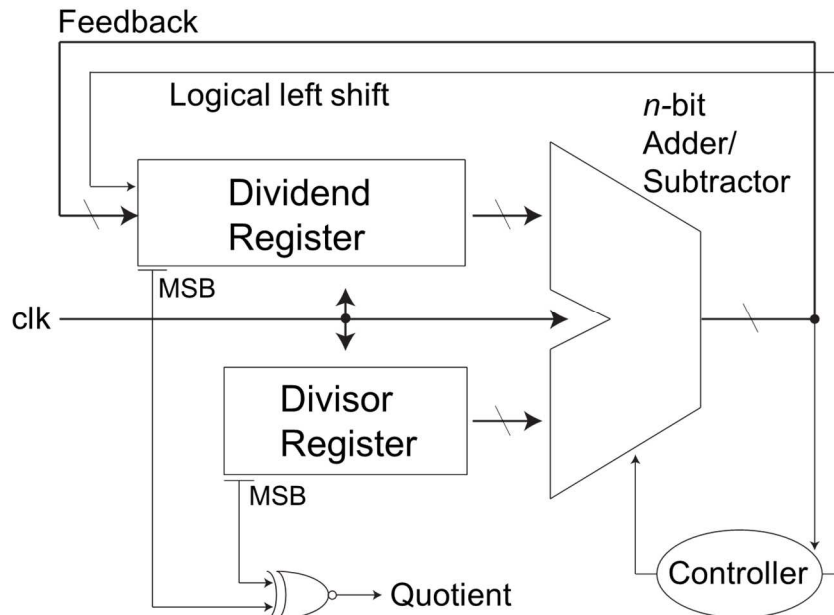 Feedback
Logical left shift
n-bit
Adder/
Subtractor
Dividend
Register
MSB
clk
Divisor
Register
MSB
Controller
Quotient